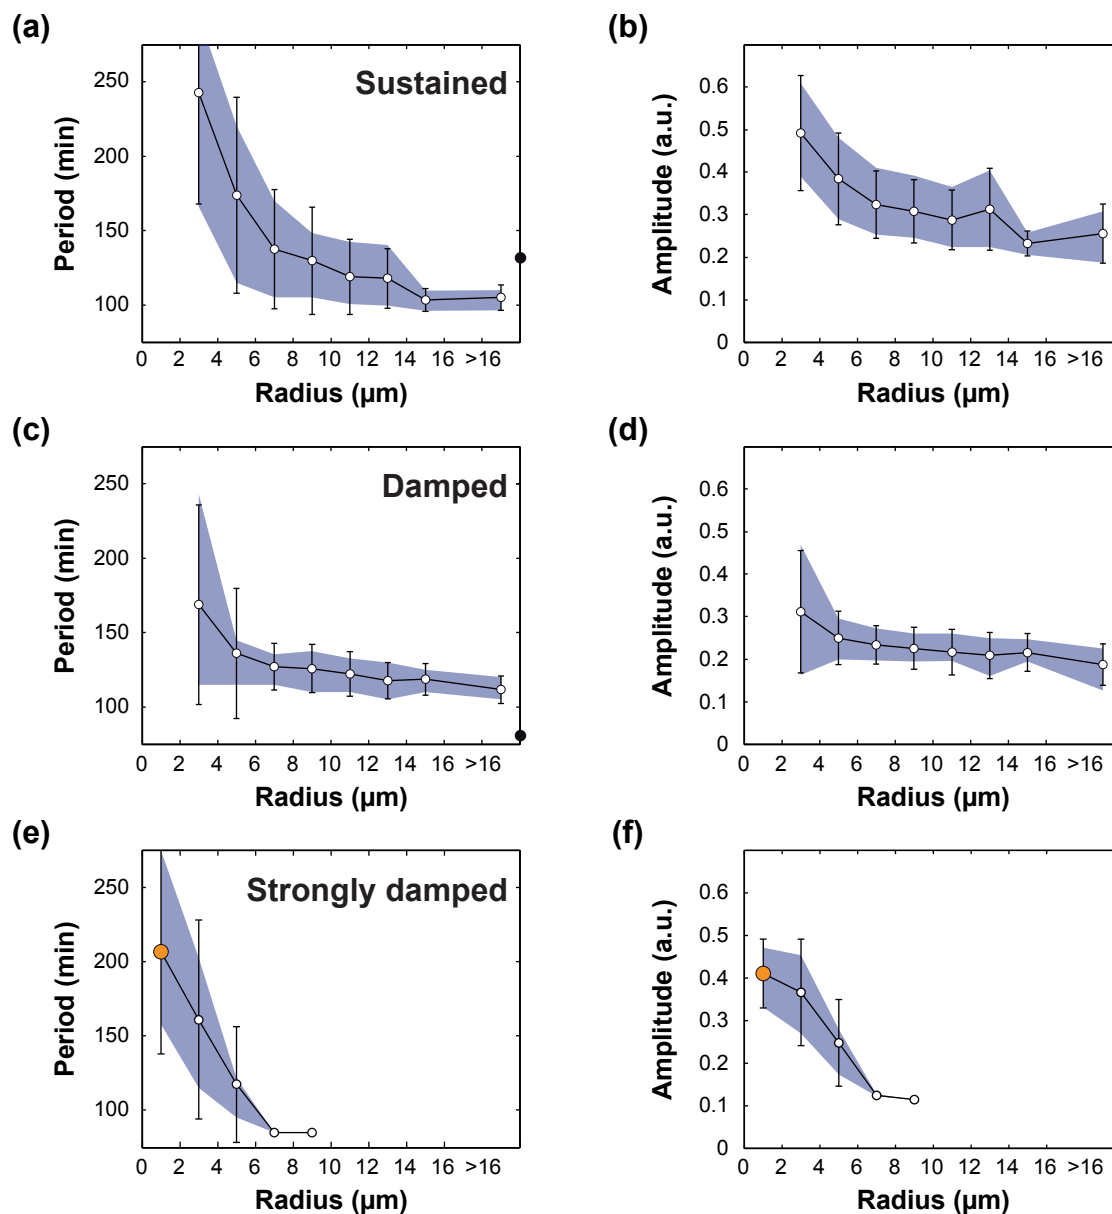 (a)
Sustained
Period (min)
250
200
150
100
0 2 4 6 8 10 12 14 >16
Radius (µm)
(b)
Amplitude (a.u.)
0.6
0.5
0.4
0.3
0.2
0.1
0
0 2 4 6 8 10 12 14 16 >16
Radius (µm)
(c)
Damped
Period (min)
250
200
150
100
0 2 4 6 8 10 12 14 >16
Radius (µm)
(d)
Amplitude (a.u.)
0.6
0.5
0.4
0.3
0.2
0.1
0
0 2 4 6 8 10 12 14 16 >16
Radius (µm)
(e)
Strongly damped
Period (min)
250
200
150
100
0 2 4 6 8 10 12 14 16 >16
Radius (µm)
(f)
Amplitude (a.u.)
0.6
0.5
0.4
0.3
0.2
0.1
0
0 2 4 6 8 10 12 14 16 >16
Radius (µm)